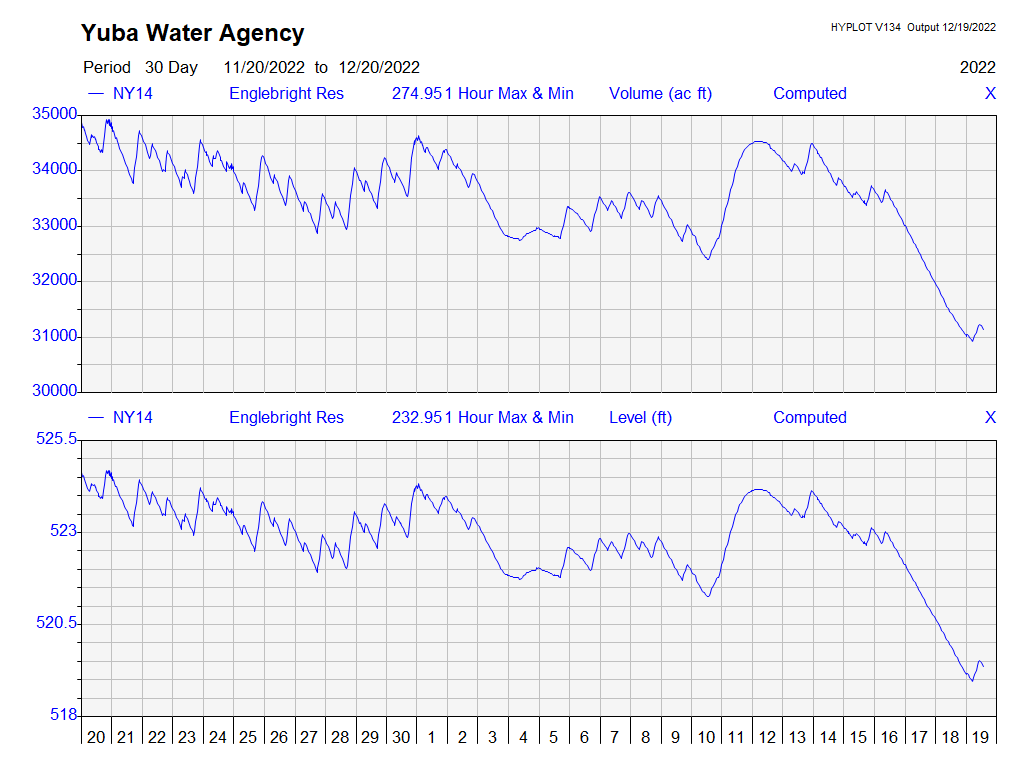 Yuba Water Agency
HYPLOT V134 Output 12/19/2022
Period 30 Day 11/20/2022 to 12/20/2022
2022
NY14 Englebright Res 274.95 1 Hour Max & Min Volume (ac ft) Computed X
35000
34000
33000
32000
31000
30000
NY14 Englebright Res 232.95 1 Hour Max & Min Level (ft) Computed X
525.5
523
520.5
518
20 21 22 23 24 25 26 27 28 29 30 1 2 3 4 5 6 7 8 9 10 11 12 13 14 15 16 17 18 19